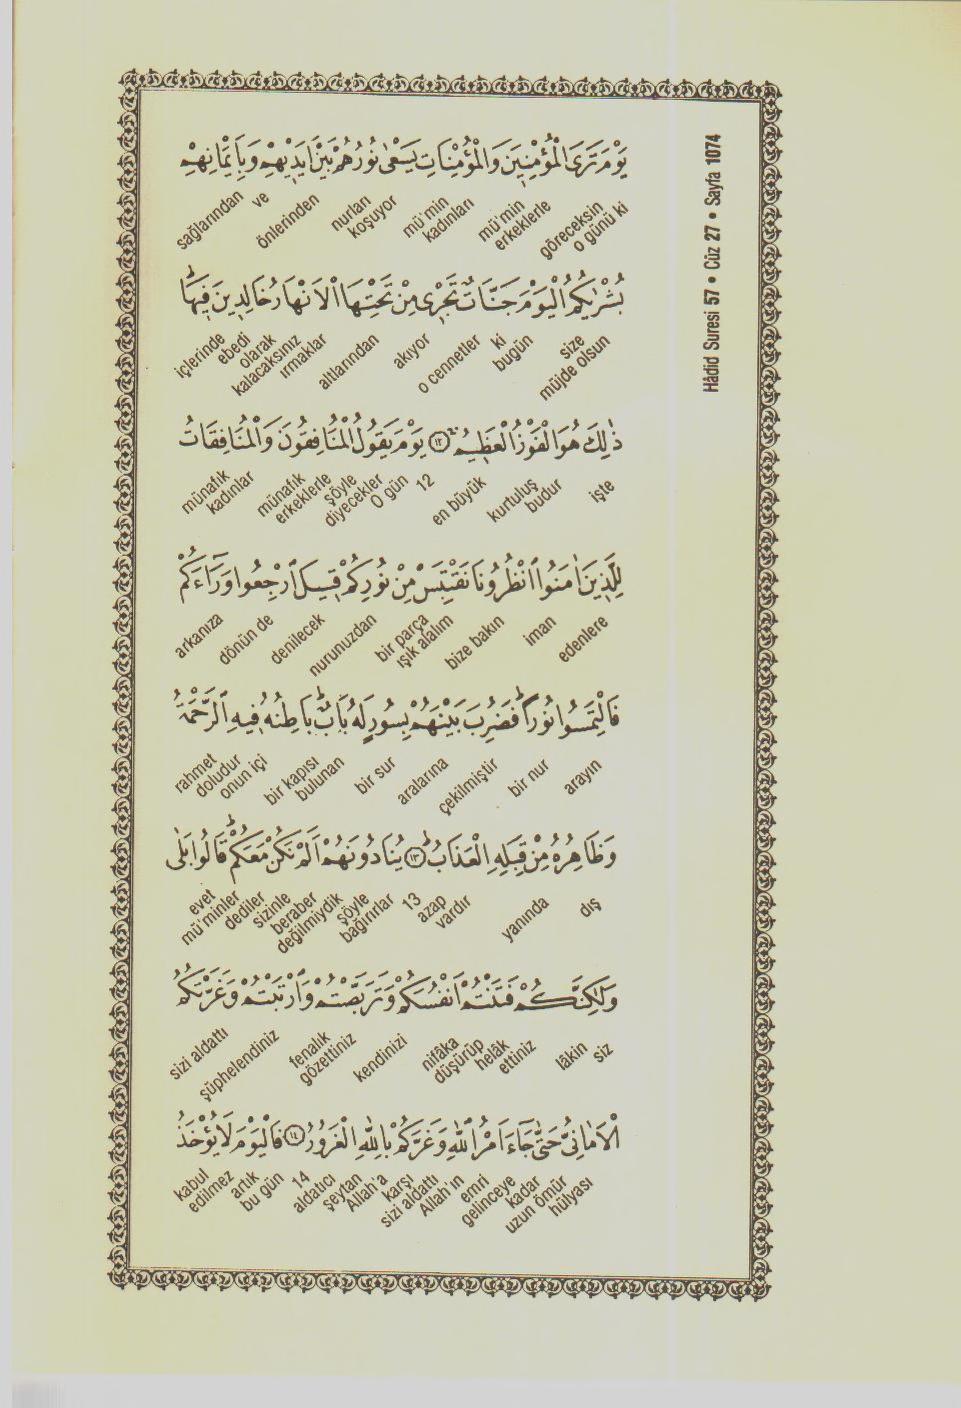 Hâdid Suresi 57 • Cüz 27 • Sayfa 1074
يَوْمَ تَرَى الْمُؤْمِنِينَ وَالْمُؤْمِنَاتِ يَسْعٰى نُورُهُمْ بَيْنَ اَيْدِيهِمْ وَبِاَيْمَانِهِمْ
o günü ki göreceksin mü'min erkeklerle mü'min kadınları nurları koşuyor önlerinden ve sağlarından
بُشْرٰيكُمُ الْيَوْمَ جَنَّاتٌ تَجْرِى مِنْ تَحْتِهَا الْاَنْهَارُ خَالِدِينَ فِيهَاۜ
size müjde olsun bugün ki o cennetler akıyor altlarından ırmaklar ebedi olarak kalacaksınız içlerinde
ذٰلِكَ هُوَ الْفَوْزُ الْعَظِيمُ ﴿١٢﴾ يَوْمَ يَقُولُ الْمُنَافِقُونَ وَالْمُنَافِقَاتُ
işte budur kurtuluş en büyük 12 O gün şöyle diyecekler münafık erkeklerle münafık kadınlar
لِلَّذِينَ اٰمَنُوا انْظُرُونَا نَقْتَبِسْ مِنْ نُورِكُمْ قِيلَ ارْجِعُوا وَرَٓاءَكُمْ
edenlere iman bize bakın bir parça ışık alalım nurunuzdan denilecek dönün de arkanıza
فَالْتَمِسُوا نُورًاۜ فَضُرِبَ بَيْنَهُمْ بِسُورٍ لَهُ بَابٌۜ بَاطِنُهُ فِيهِ الرَّحْمَةُ
arayın bir nur çekilmiştir aralarına bir sur bulunan bir kapısı onun içi rahmet doludur
وَظَاهِرُهُ مِنْ قِبَلِهِ الْعَذَابُۜ ﴿١٣﴾ يُنَادُونَهُمْ اَلَمْ نَكُنْ مَعَكُمْۜ قَالُوا بَلٰى
dış yanında azap vardır 13 şöyle bağırırlar sizinle beraber değilmiydik mü'minler dediler evet
وَلٰكِنَّكُمْ فَتَنْتُمْ اَنْفُسَكُمْ وَتَرَبَّصْتُمْ وَارْتَبْتُمْ وَغَرَّتْكُمُ
siz lâkin nifâka düşürüp helâk ettiniz kendinizi fenalık gözettiniz şüphelendiniz sizi aldattı
الْاَمَانِىُّ حَتّٰى جَٓاءَ اَمْرُ اللّٰهِ وَغَرَّكُمْ بِاللّٰهِ الْغَرُورُ ﴿١٤﴾ فَالْيَوْمَ لَا يُؤْخَذُ
uzun ömür hülyası gelinceye kadar Allah'ın emri sizi aldattı Allah'a karşı aldatıcı şeytan 14 bu gün artık kabul edilmez